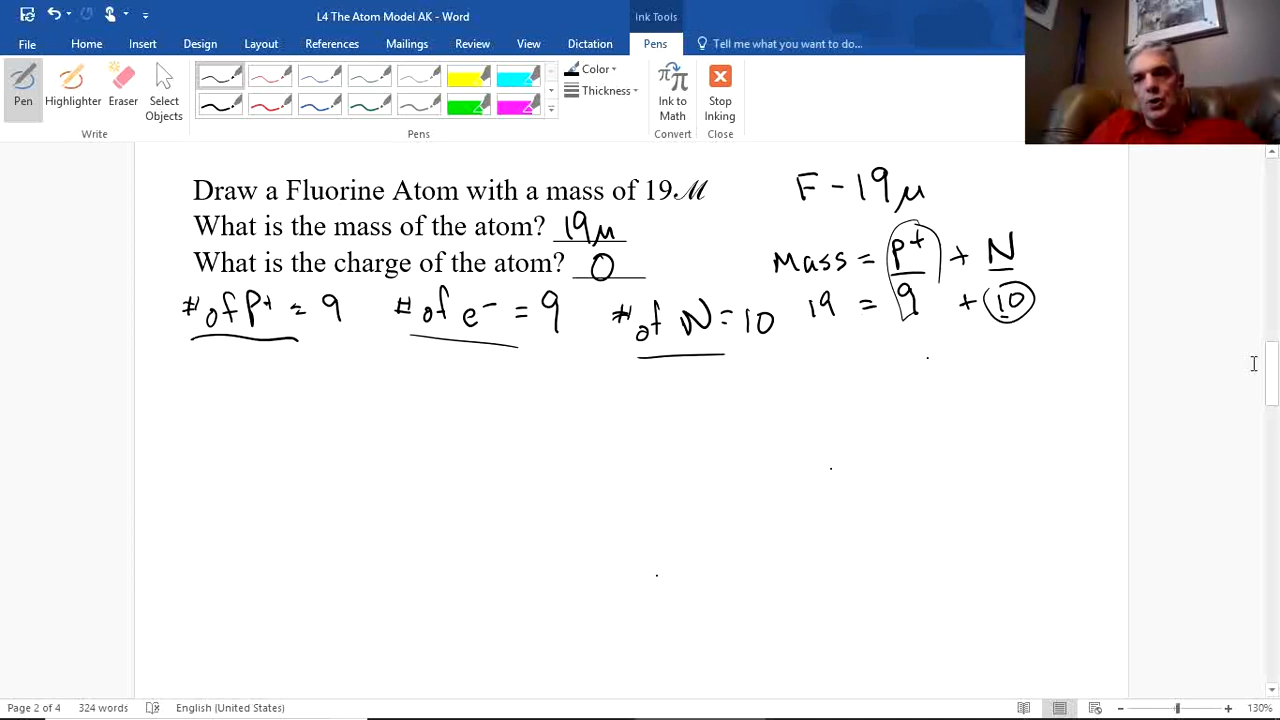 L4 The Atom Model AK - Word
Ink Tools
File Home Insert Design Layout References Mailings Review View Dictation Pens Tell me what you want to do...
Pen Highlighter Eraser Select Objects
Color
Thickness
Ink to Math
Stop Inking
Write Pens Convert Close
Draw a Fluorine Atom with a mass of 19ℳ
F - 19μ
What is the mass of the atom? 19μ
What is the charge of the atom? 0
Mass = P+ + N
# of P+ = 9 # of e- = 9 # of N = 10
19 = 9 + 10
Page 2 of 4 324 words English (United States) 130%